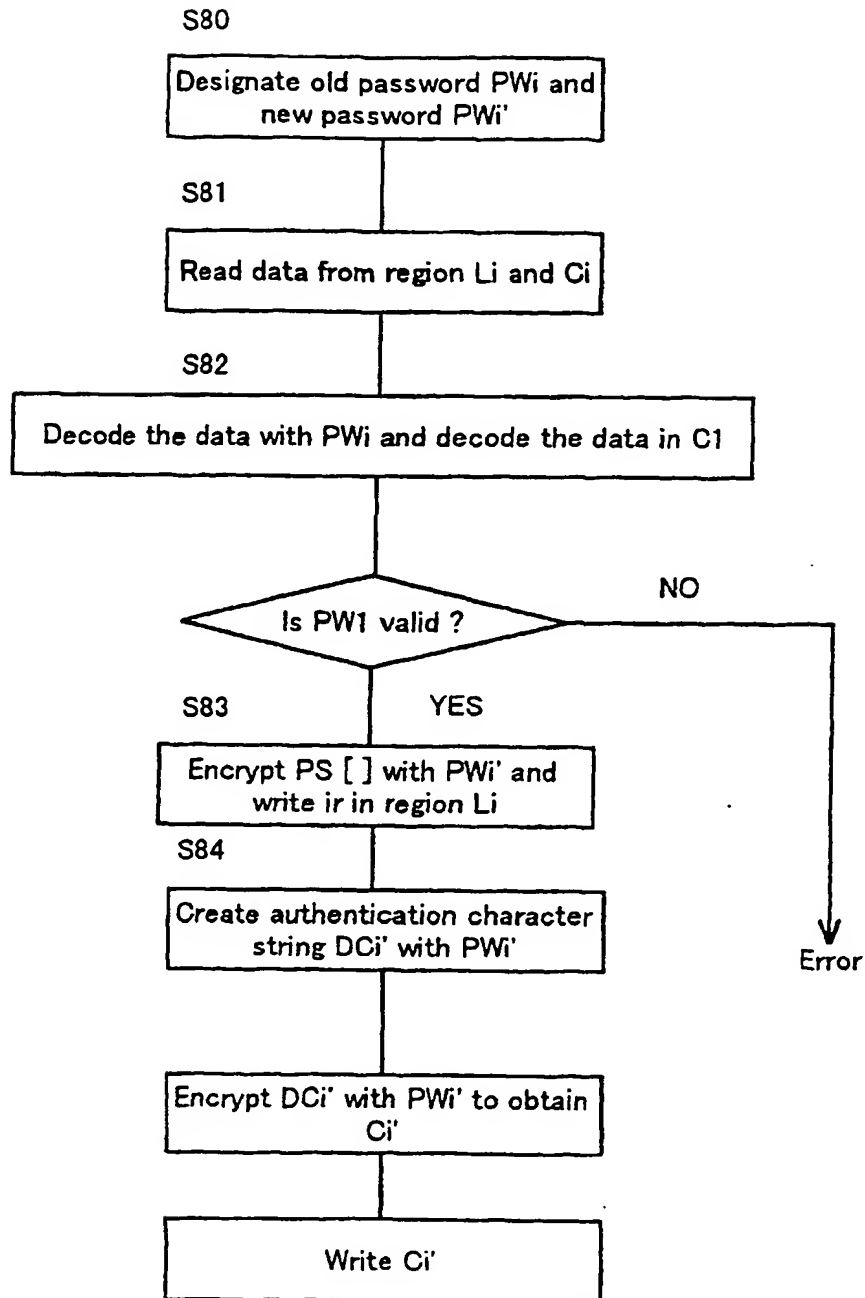 S80
Designate old password PWi and
new password PWi'
S81
Read data from region Li and Ci
S82
Decode the data with PWi and decode the data in C1
Is PW1 valid ?
NO
S83
YES
Encrypt PS [ ] with PWi' and
write ir in region Li
S84
Create authentication character
string DCi' with PWi'
Error
Encrypt DCi' with PWi' to obtain
Ci'
Write Ci'